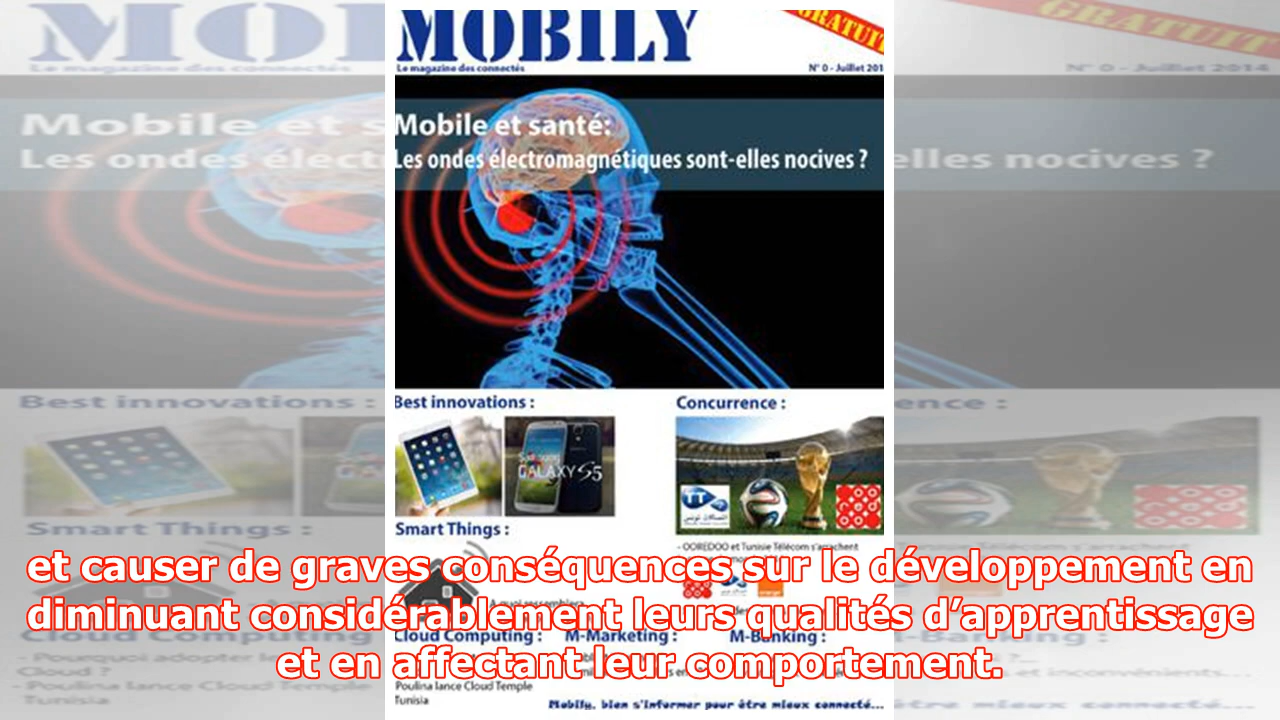 MOBILY
GRATUIT
Le magazine des connectés
N° 0 - Juillet 201
Mobile et santé:
Les ondes électromagnétiques sont-elles nocives ?
Best innovations :
Concurrence :
SAMSUNG
GALAXY S5
TT
Smart Things :
- OOREDOO et Tunisie Télécom s'arrachent
et causer de graves conséquences sur le développement en
diminuant considérablement leurs qualités d’apprentissage
et en affectant leur comportement.
Cloud Computing :
M-Marketing :
M-Banking :
Poulina lance Cloud Temple
Tunisia
Mobily, bien s'informer pour être mieux connecté...